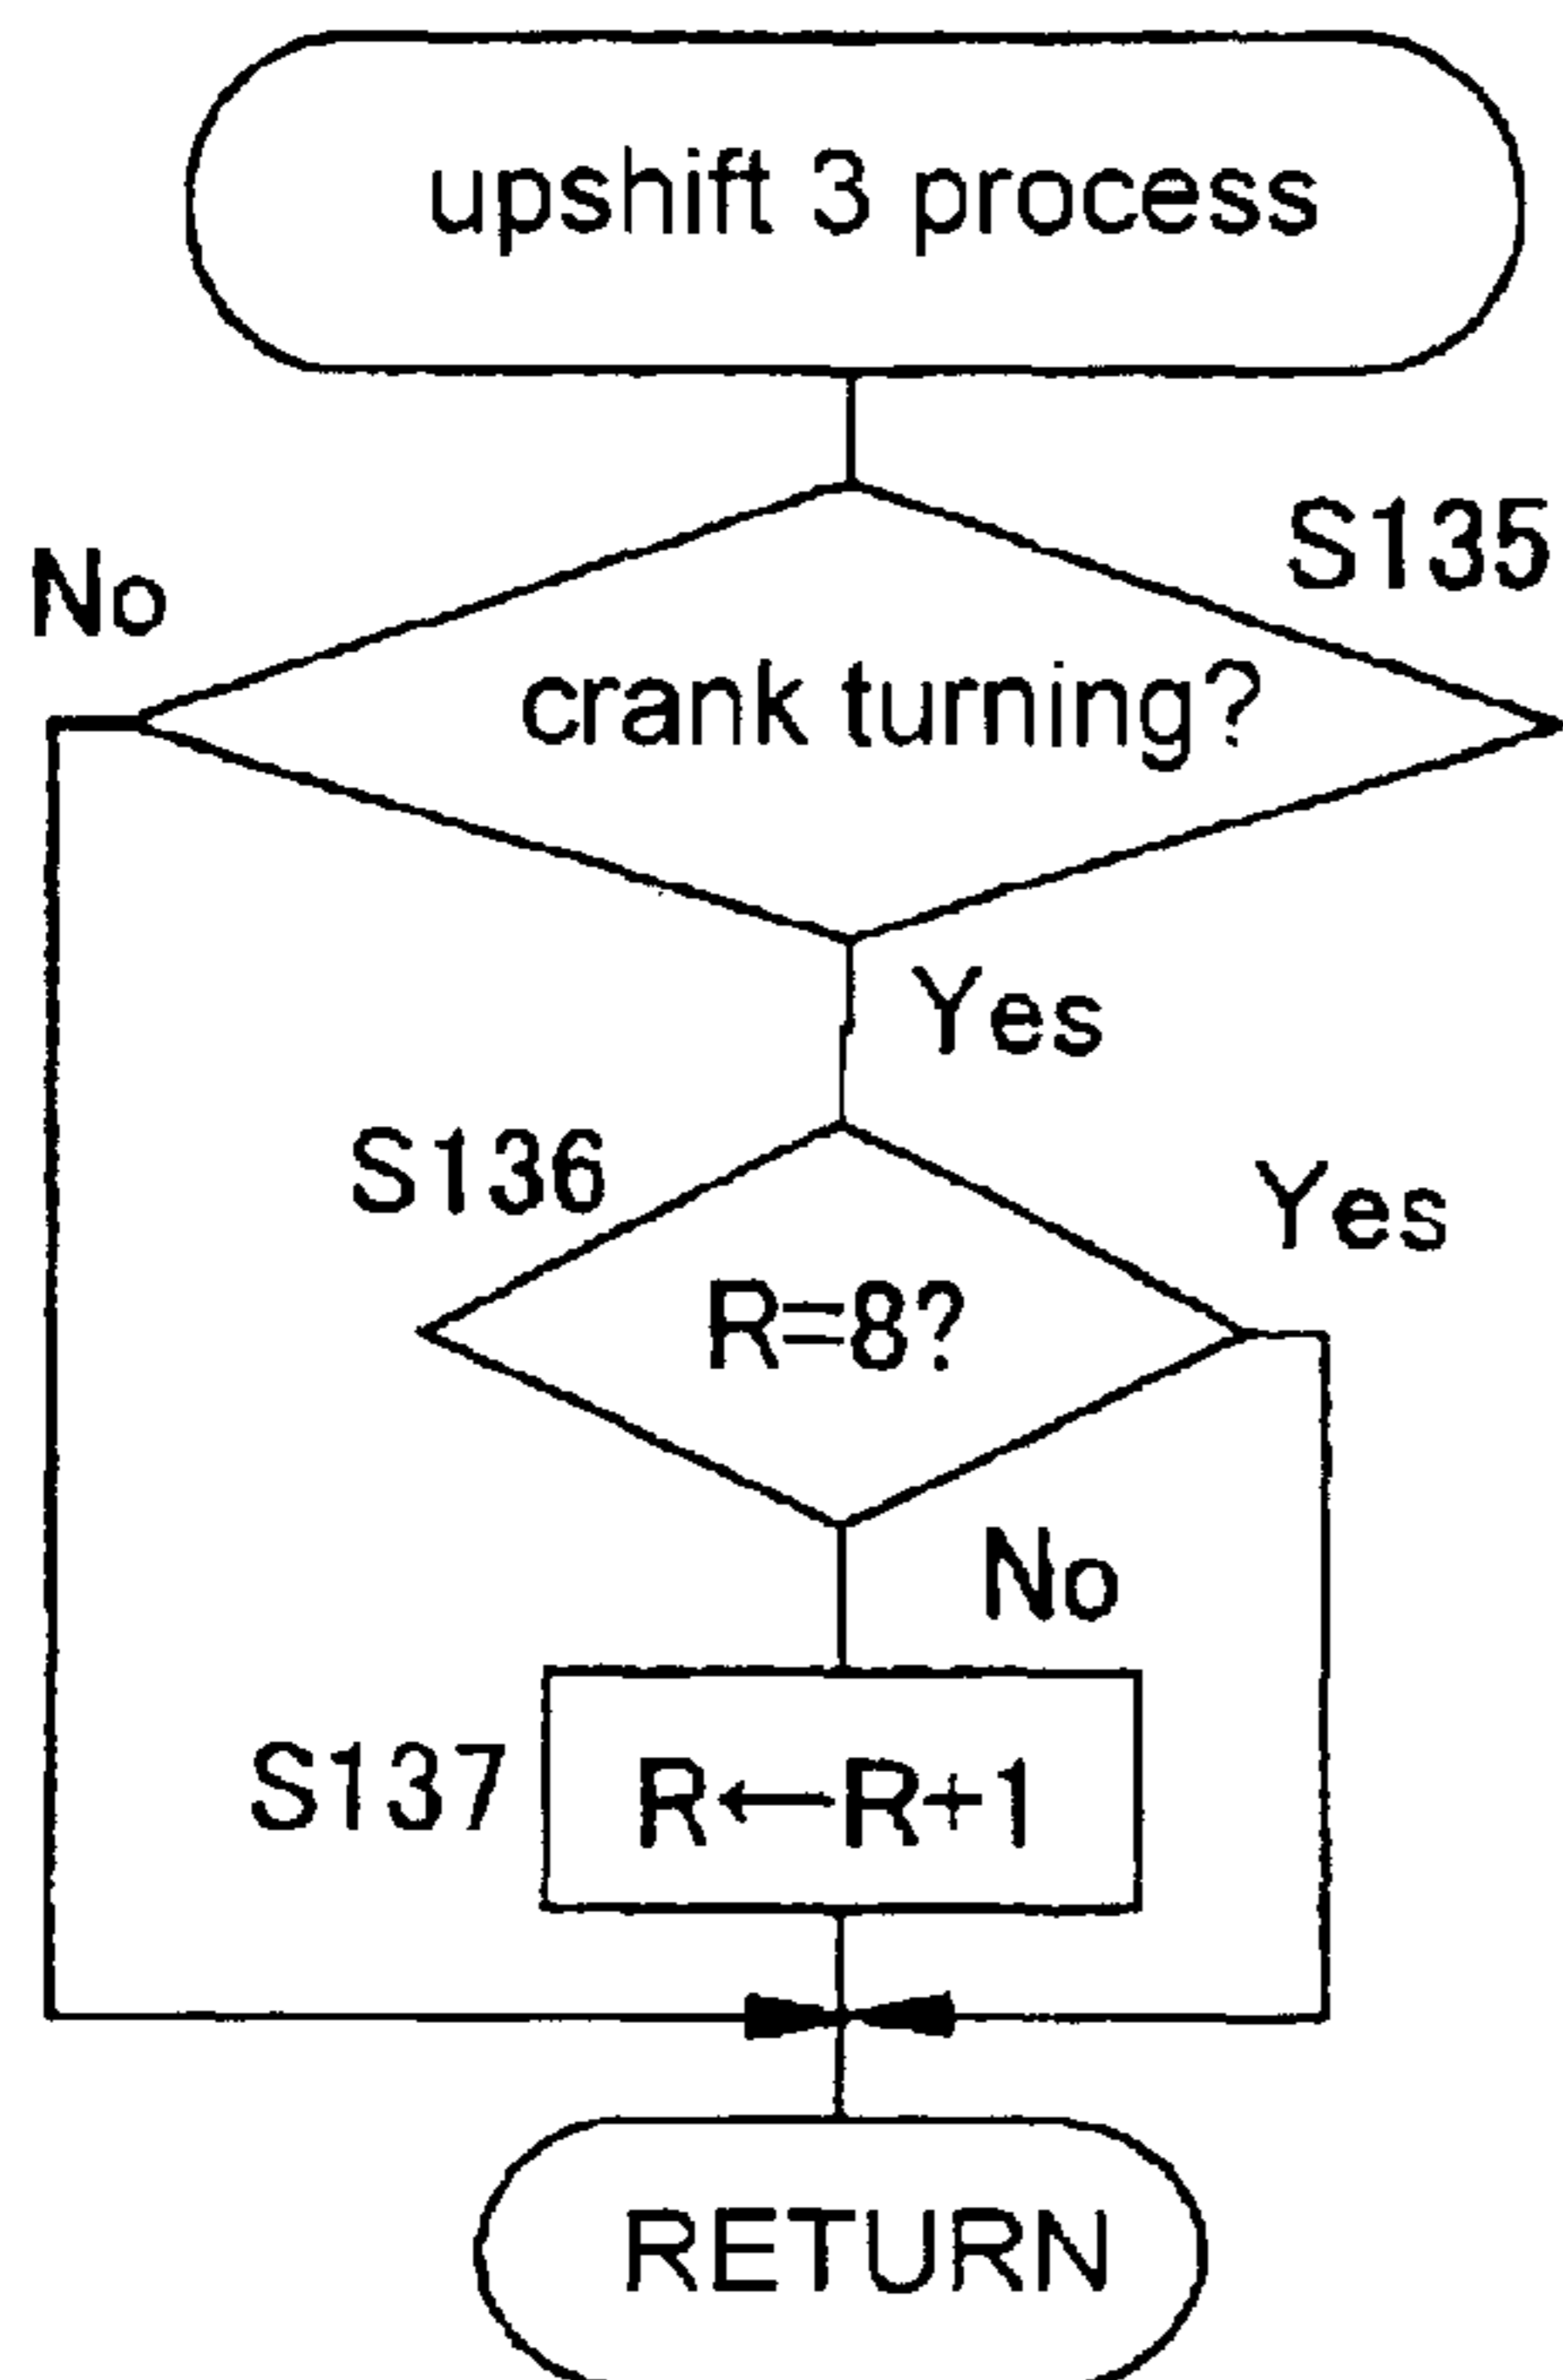 upshift 3 process
S135
No
crank turning?
Yes
S136
Yes
R=8?
No
S137
R←R+1
RETURN